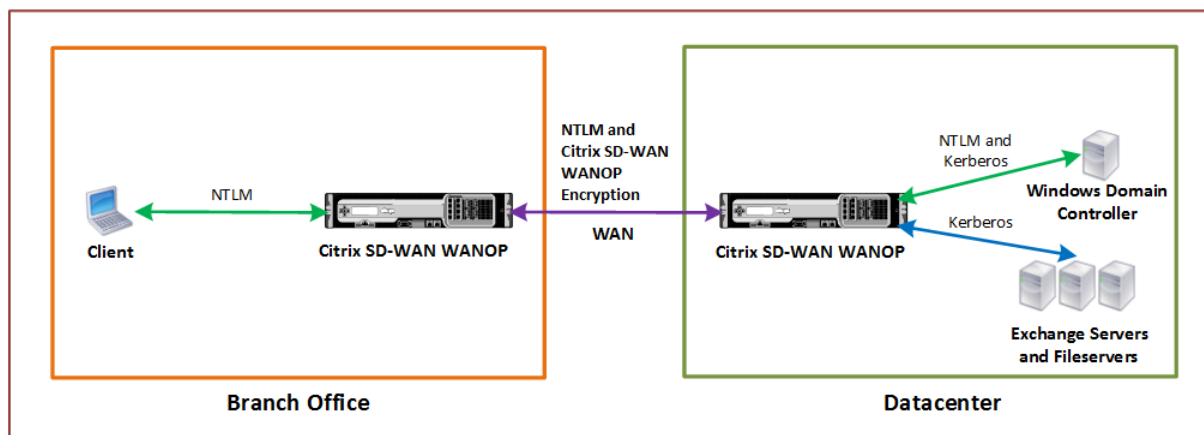 NTLM and
Citrix SD-WAN
WANOP
Encryption
NTLM
WAN
Client
Citrix SD-WAN WANOP
Citrix SD-WAN WANOP
NTLM and
Kerberos
Windows Domain
Controller
Kerberos
Exchange Servers
and Fileservers
Branch Office
Datacenter